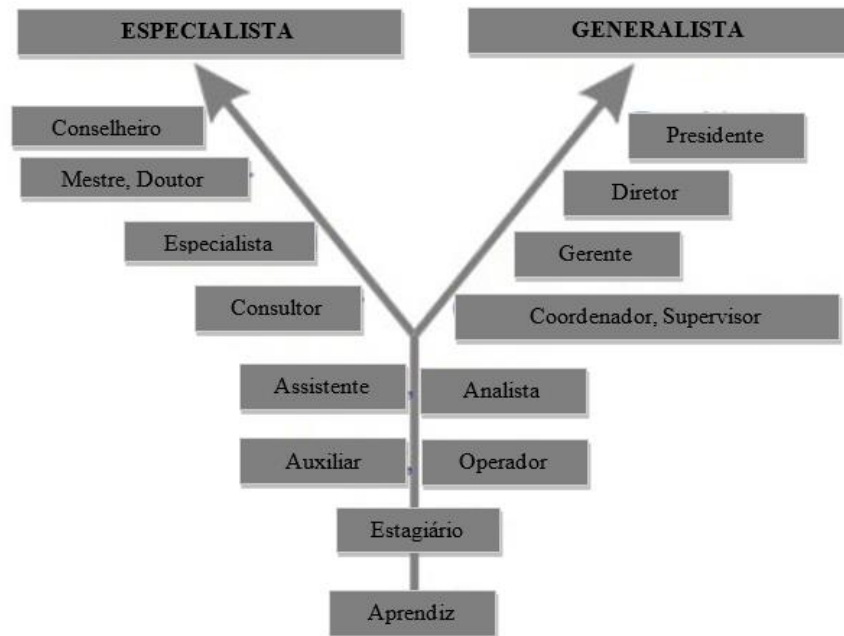 ESPECIALISTA
GENERALISTA
Conselheiro
Presidente
Mestre, Doutor
Diretor
Especialista
Gerente
Consultor
Coordenador, Supervisor
Assistente
Analista
Auxiliar
Operador
Estagiário
Aprendiz